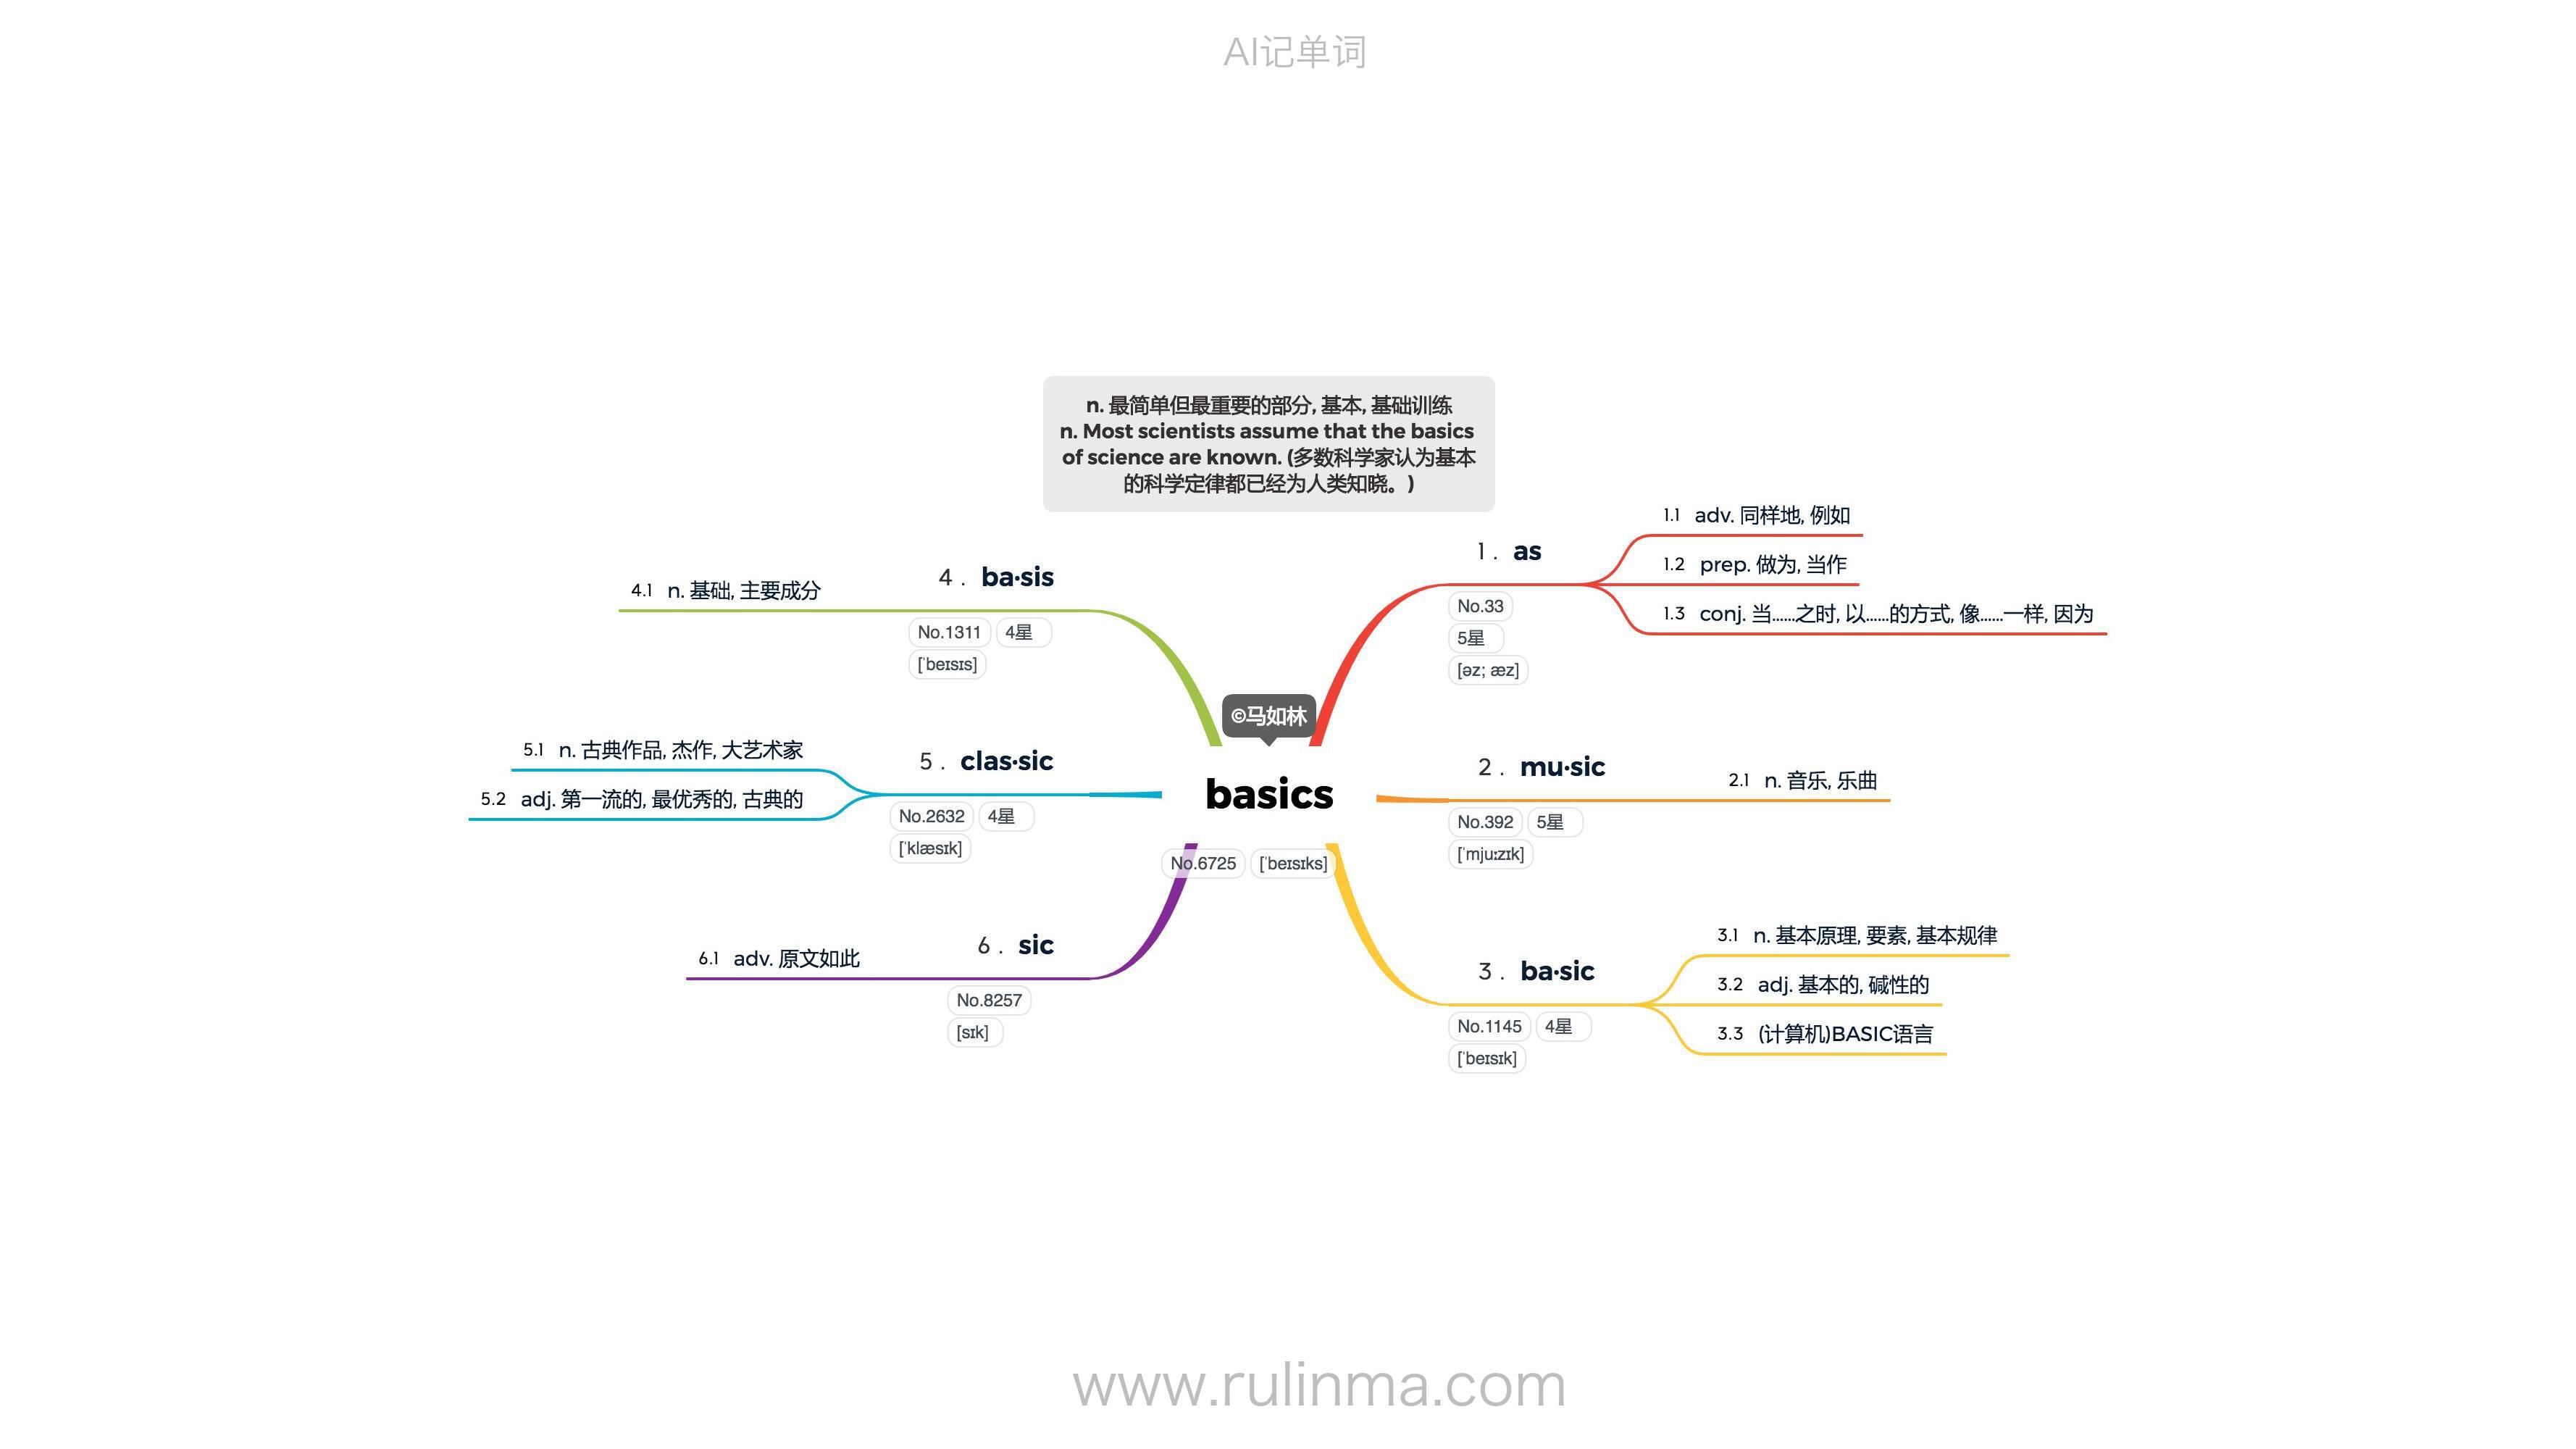 AI记单词
n. 最简单但最重要的部分, 基本, 基础训练
n. Most scientists assume that the basics
of science are known. (多数科学家认为基本
的科学定律都已经为人类知晓。)
©马如林
basics
No.6725 [ˈbeɪsɪks]
1 . as
No.33
5星
[əz; æz]
1.1 adv. 同样地, 例如
1.2 prep. 做为, 当作
1.3 conj. 当……之时, 以……的方式, 像……一样, 因为
2 . mu·sic
No.392 5星
[ˈmjuːzɪk]
2.1 n. 音乐, 乐曲
3 . ba·sic
No.1145 4星
[ˈbeɪsɪk]
3.1 n. 基本原理, 要素, 基本规律
3.2 adj. 基本的, 碱性的
3.3 (计算机)BASIC语言
4 . ba·sis
No.1311 4星
[ˈbeɪsɪs]
4.1 n. 基础, 主要成分
5 . clas·sic
No.2632 4星
[ˈklæsɪk]
5.1 n. 古典作品, 杰作, 大艺术家
5.2 adj. 第一流的, 最优秀的, 古典的
6 . sic
No.8257
[sɪk]
6.1 adv. 原文如此
www.rulinma.com